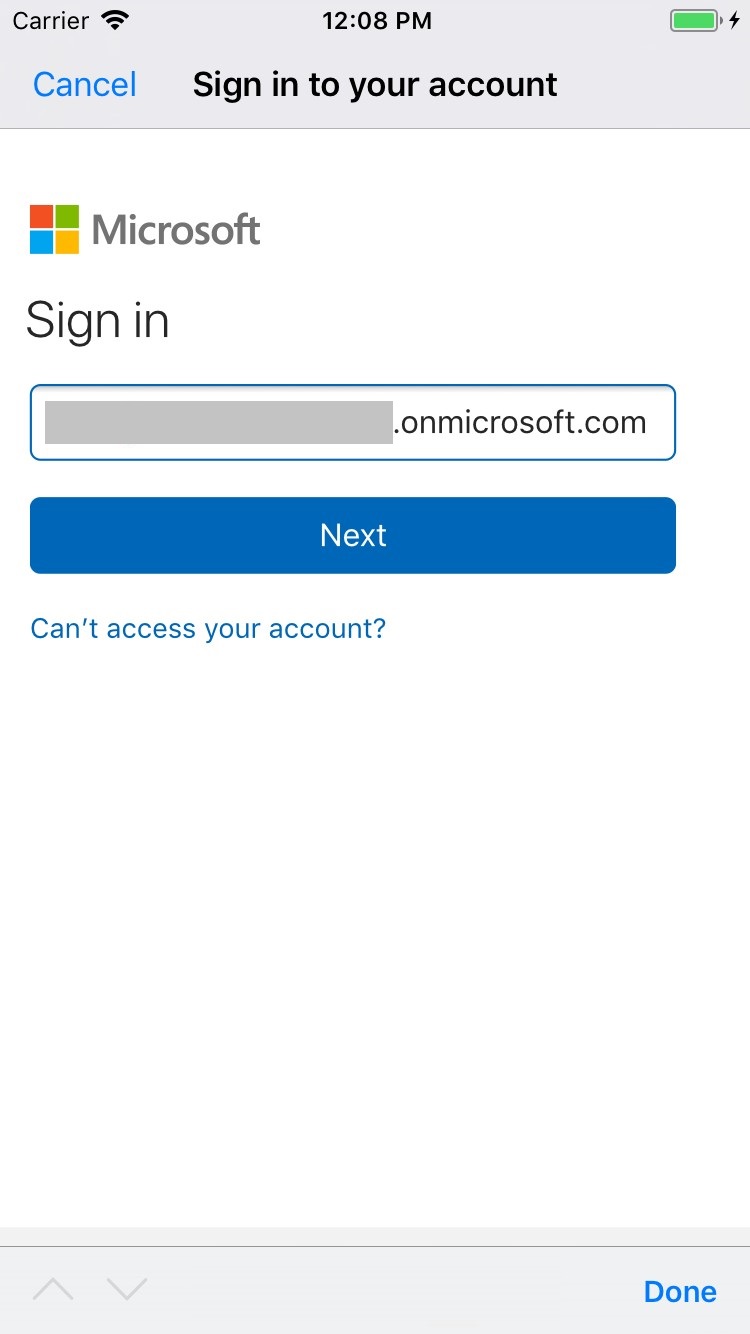 Carrier 12:08 PM
Cancel Sign in to your account
Microsoft
Sign in
.onmicrosoft.com
Next
Can’t access your account?
Done